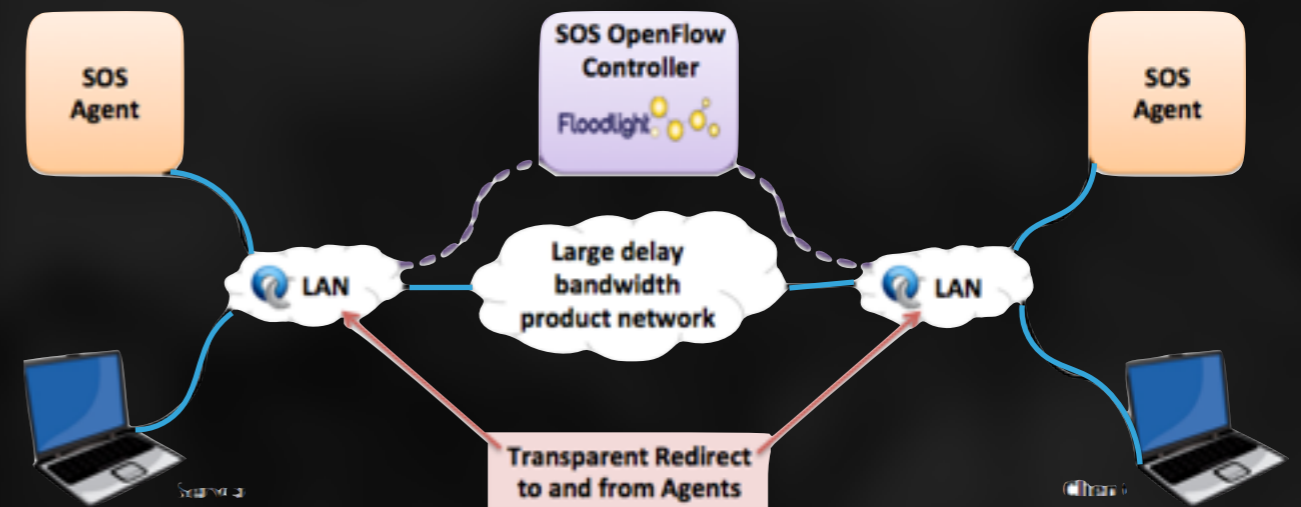 SOS
Agent
SOS OpenFlow
Controller
Floodlight
SOS
Agent
LAN
Large delay
bandwidth
product network
LAN
Transparent Redirect
to and from Agents
Client